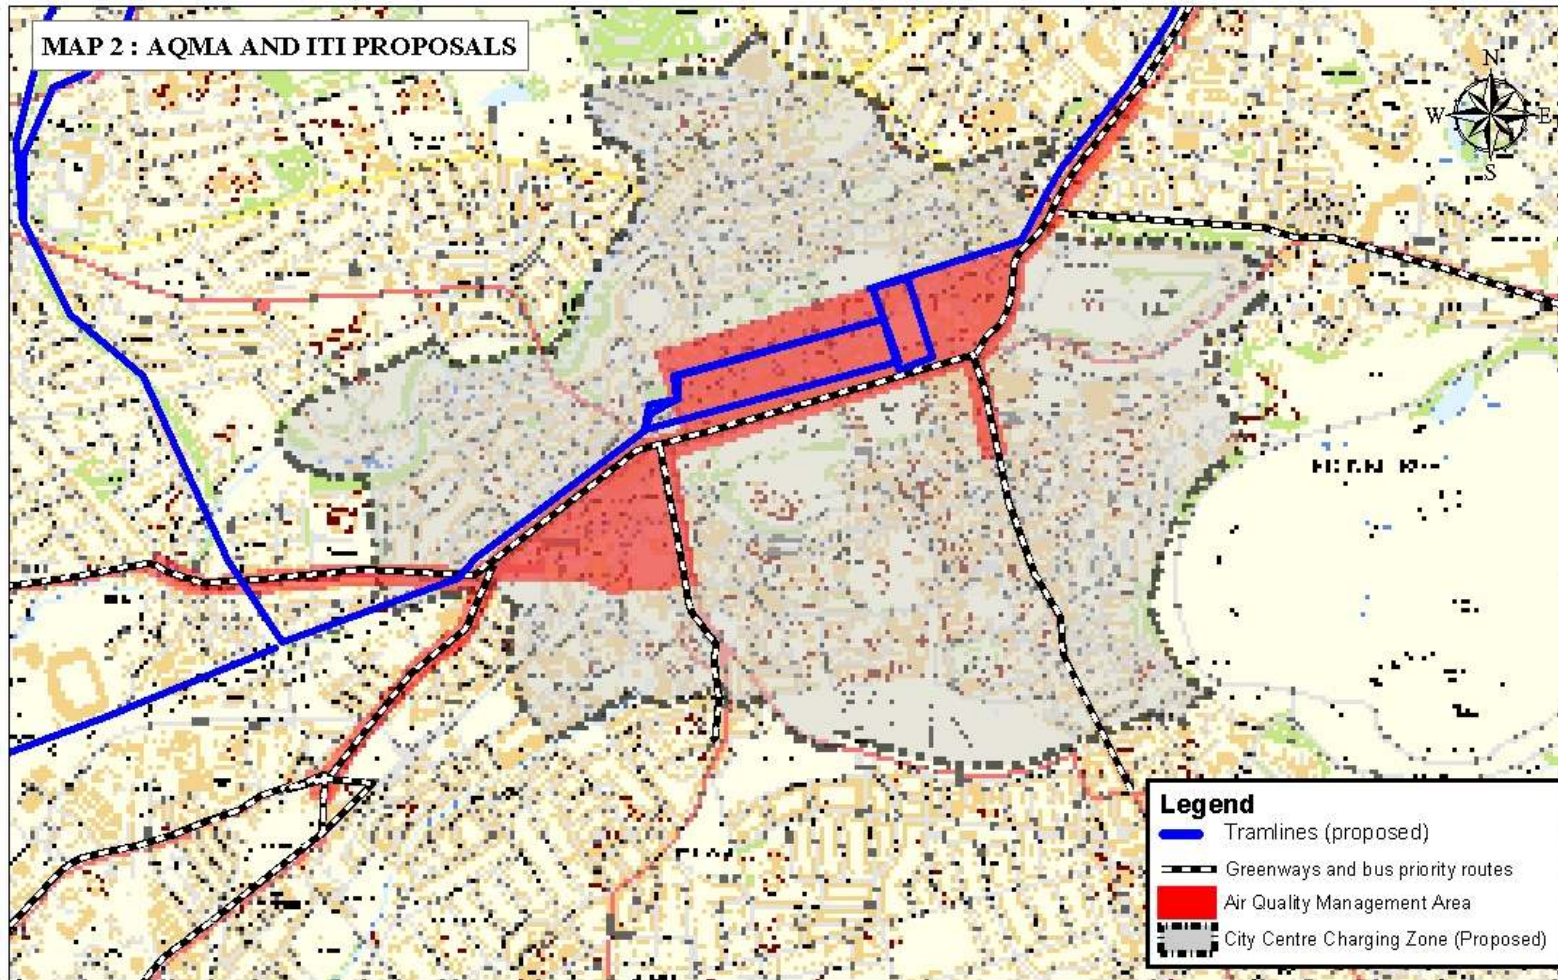 MAP 2 : AQMA AND ITI PROPOSALS
N
W
E
S
Legend
Tramlines (proposed)
Greenways and bus priority routes
Air Quality Management Area
City Centre Charging Zone (Proposed)